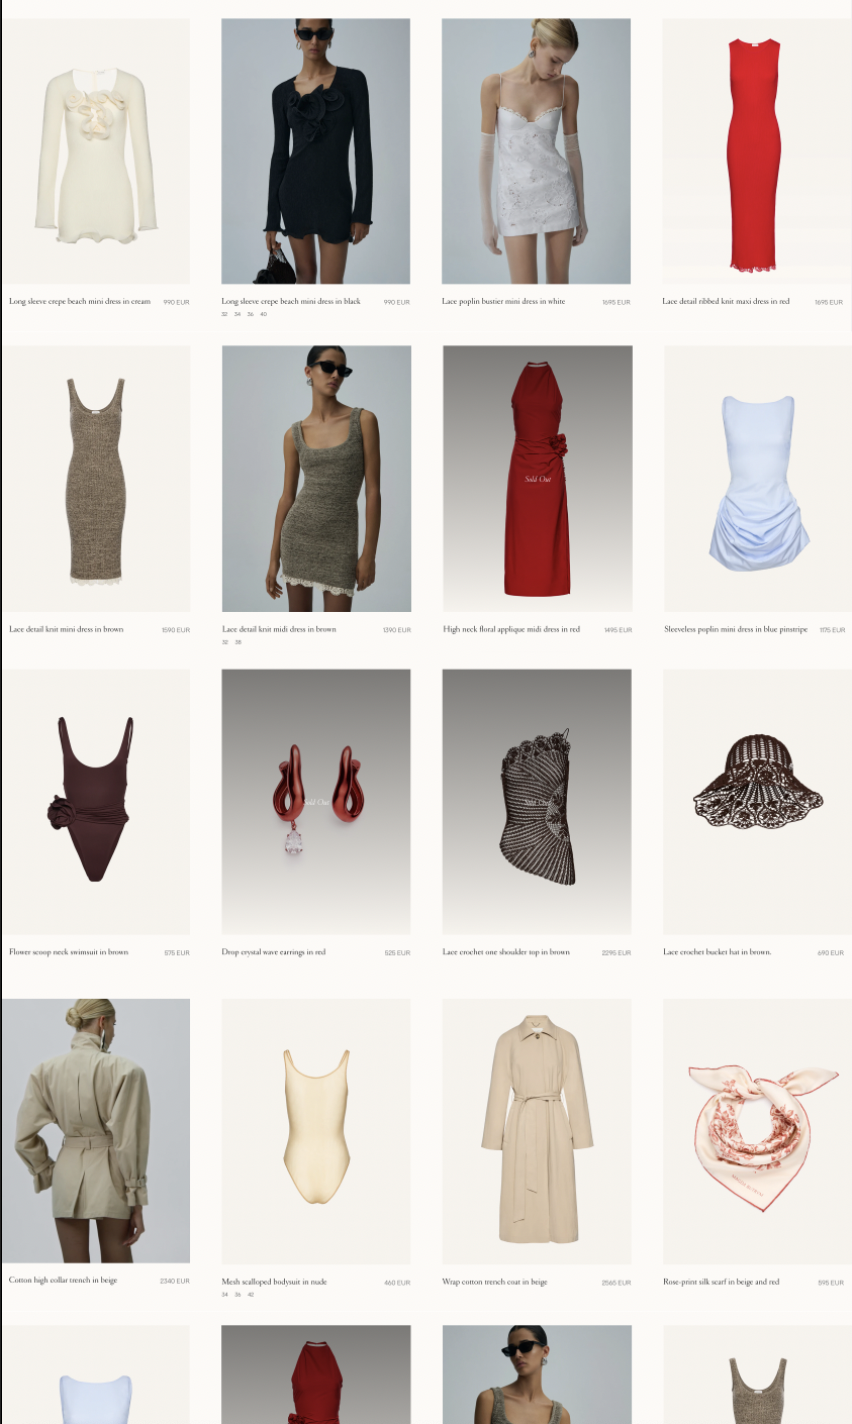 Long sleeve crepe beach mini dress in cream 990 EUR
Long sleeve crepe beach mini dress in black 990 EUR
32 34 36 40
Lace poplin bustier mini dress in white 1695 EUR
Lace detail ribbed knit maxi dress in red 1695 EUR
Lace detail knit mini dress in brown 1590 EUR
Lace detail knit midi dress in brown 1390 EUR
32 38
Sold Out
High neck floral applique midi dress in red 1495 EUR
Sleeveless poplin mini dress in blue pinstripe 1175 EUR
Flower scoop neck swimsuit in brown 575 EUR
Sold Out
Drop crystal wave earrings in red 525 EUR
Sold Out
Lace crochet one shoulder top in brown 2295 EUR
Lace crochet bucket hat in brown. 690 EUR
Cotton high collar trench in beige 2340 EUR
Mesh scalloped bodysuit in nude 460 EUR
34 36 42
Wrap cotton trench coat in beige 2565 EUR
Rose-print silk scarf in beige and red 595 EUR